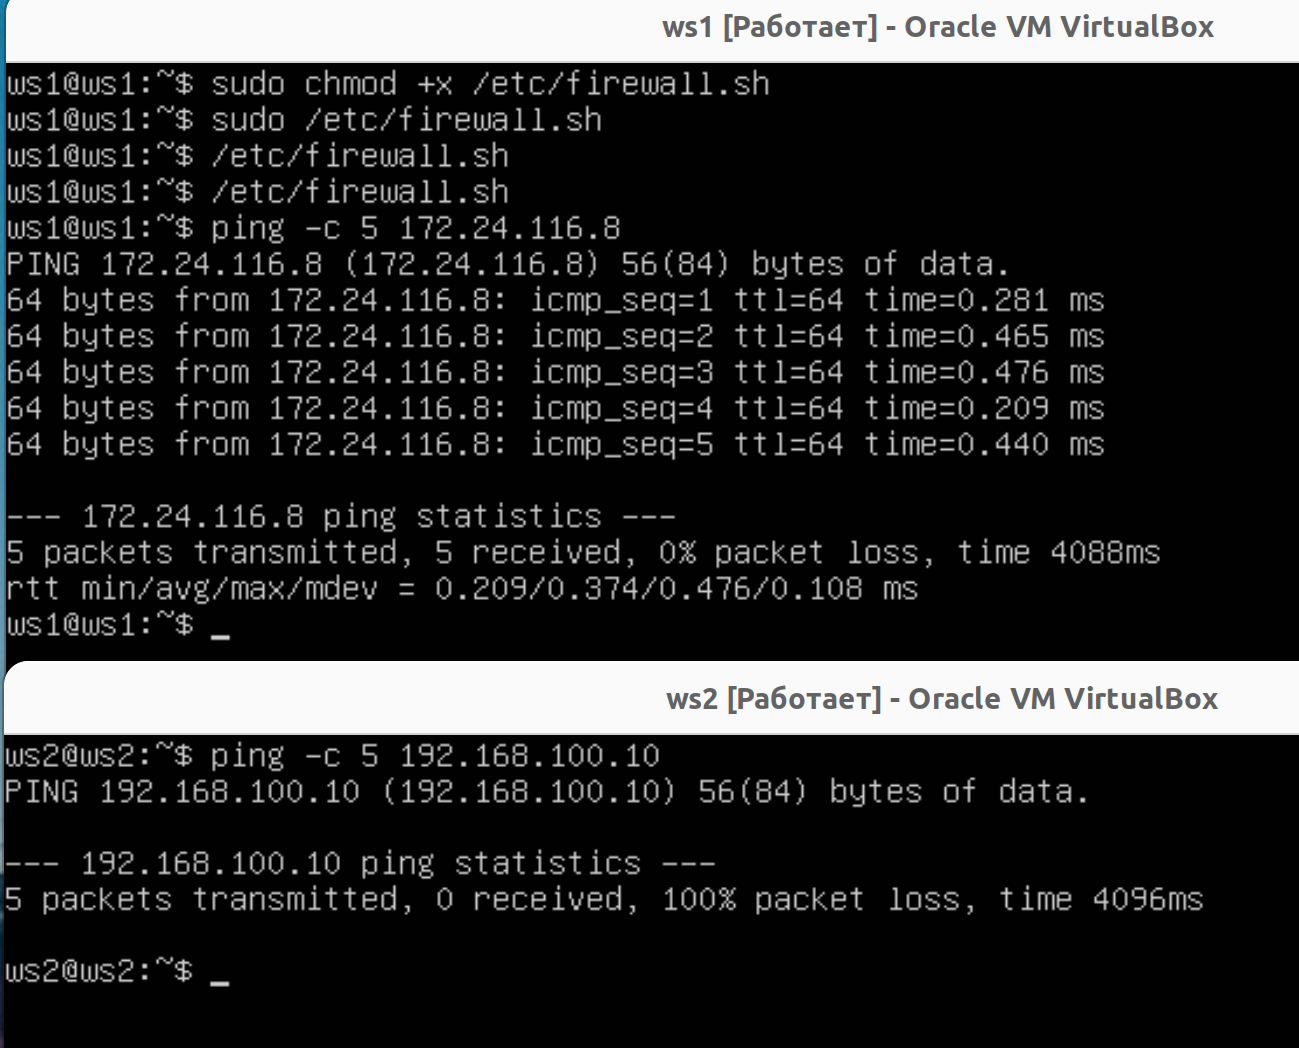 ws1 [Работает] - Oracle VM VirtualBox
ws1@ws1:~$ sudo chmod +x /etc/firewall.sh
ws1@ws1:~$ sudo /etc/firewall.sh
ws1@ws1:~$ /etc/firewall.sh
ws1@ws1:~$ /etc/firewall.sh
ws1@ws1:~$ ping -c 5 172.24.116.8
PING 172.24.116.8 (172.24.116.8) 56(84) bytes of data.
64 bytes from 172.24.116.8: icmp_seq=1 ttl=64 time=0.281 ms
64 bytes from 172.24.116.8: icmp_seq=2 ttl=64 time=0.465 ms
64 bytes from 172.24.116.8: icmp_seq=3 ttl=64 time=0.476 ms
64 bytes from 172.24.116.8: icmp_seq=4 ttl=64 time=0.209 ms
64 bytes from 172.24.116.8: icmp_seq=5 ttl=64 time=0.440 ms
--- 172.24.116.8 ping statistics ---
5 packets transmitted, 5 received, 0% packet loss, time 4088ms
rtt min/avg/max/mdev = 0.209/0.374/0.476/0.108 ms
ws1@ws1:~$ _
ws2 [Работает] - Oracle VM VirtualBox
ws2@ws2:~$ ping -c 5 192.168.100.10
PING 192.168.100.10 (192.168.100.10) 56(84) bytes of data.
--- 192.168.100.10 ping statistics ---
5 packets transmitted, 0 received, 100% packet loss, time 4096ms
ws2@ws2:~$ _